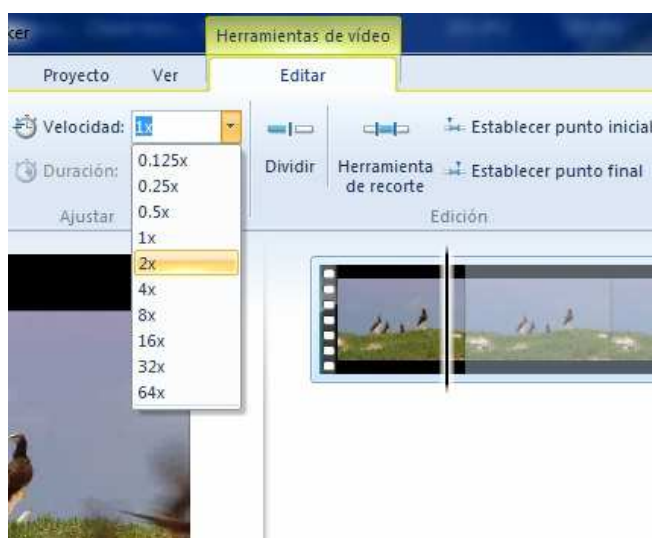 cer
Herramientas de vídeo
Proyecto Ver Editar
Velocidad: 1x
Duración:
Ajustar
0.125x
0.25x
0.5x
1x
2x
4x
8x
16x
32x
64x
Dividir
Herramienta
de recorte
Establecer punto inicial
Establecer punto final
Edición